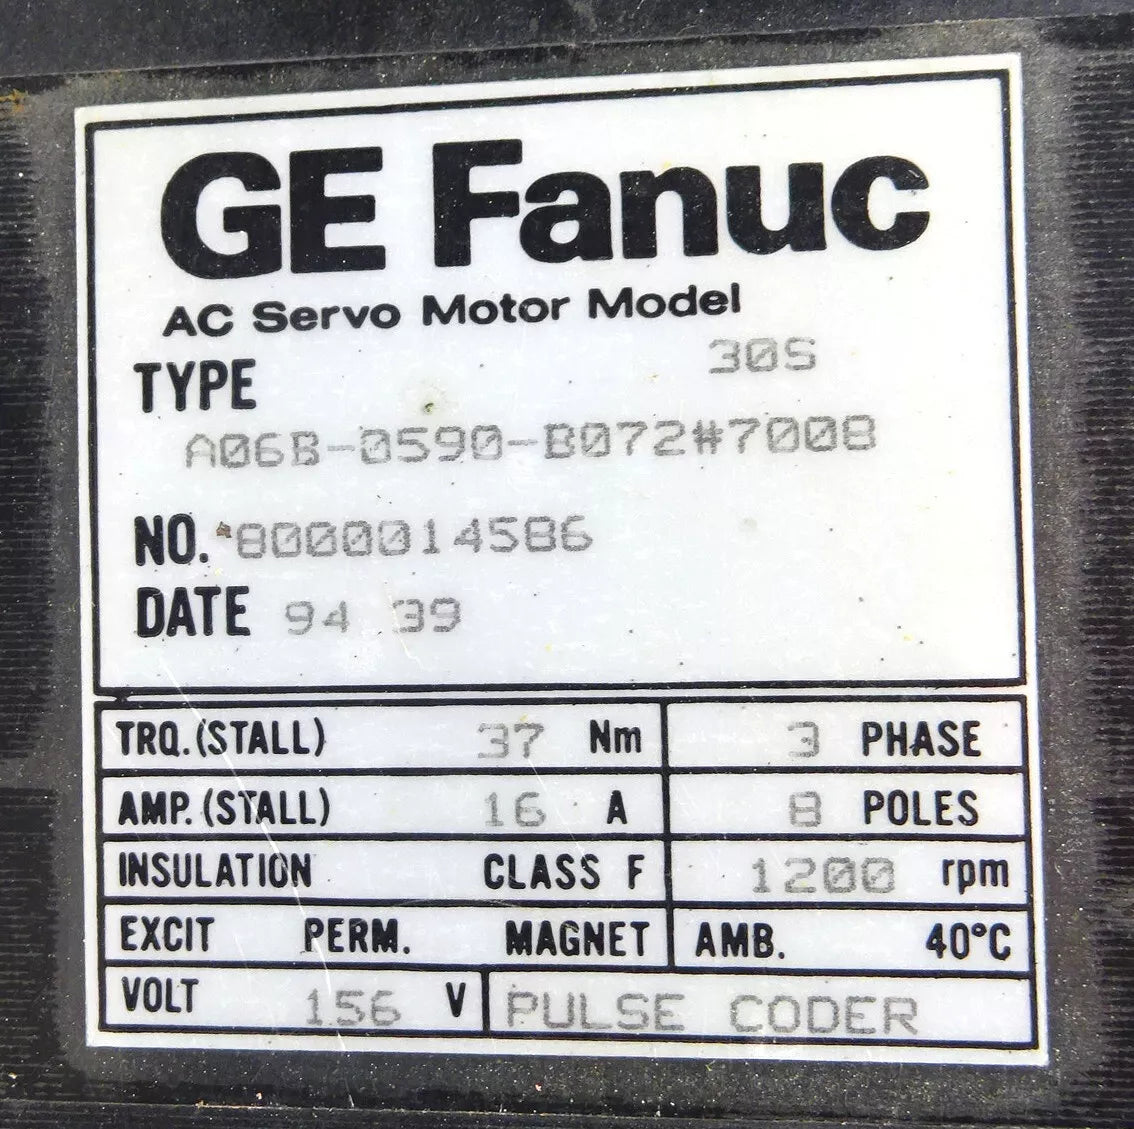 GE Fanuc
AC Servo Motor Model
30S
TYPE
A06B-0590-B072#7008
NO. 8000014586
DATE 94 39
TRQ. (STALL) 37 Nm 3 PHASE
AMP. (STALL) 16 A 8 POLES
INSULATION CLASS F 1200 rpm
EXCIT PERM. MAGNET AMB. 40°C
VOLT 156 V PULSE CODER